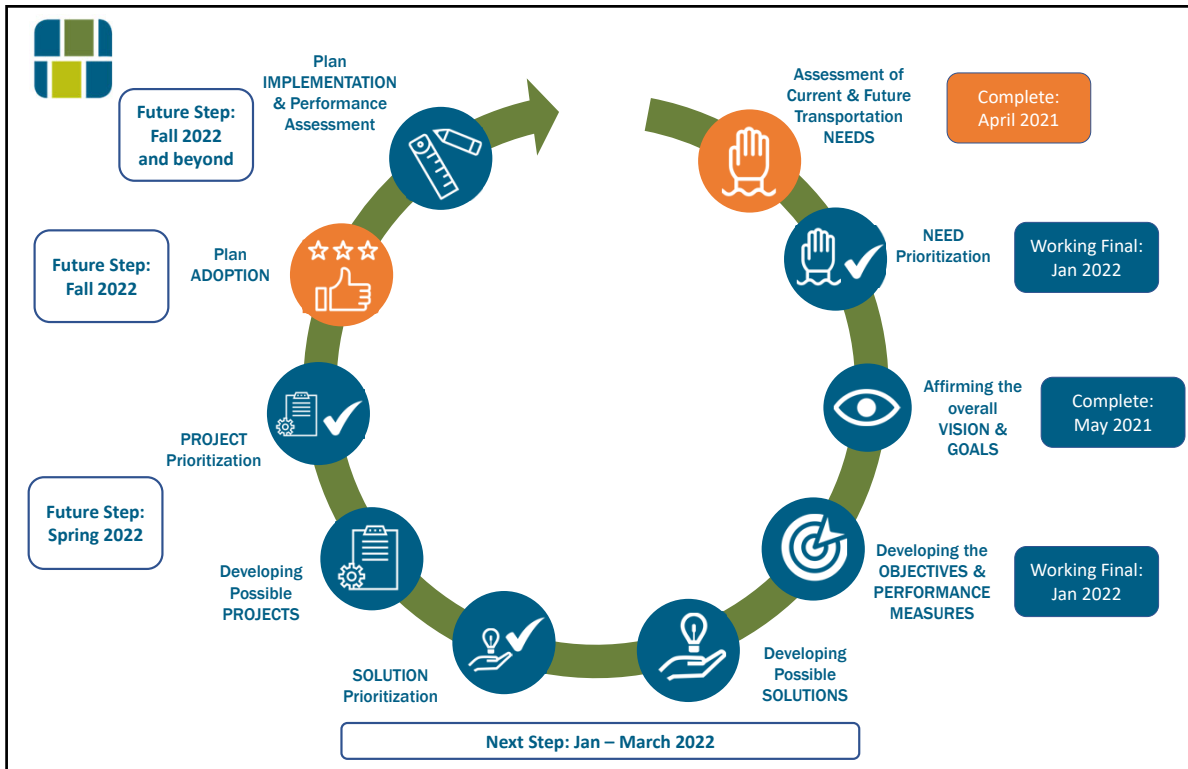 Assessment of
Current & Future
Transportation
NEEDS
Complete:
April 2021
NEED
Prioritization
Working Final:
Jan 2022
Affirming the
overall
VISION &
GOALS
Complete:
May 2021
Developing the
OBJECTIVES &
PERFORMANCE
MEASURES
Working Final:
Jan 2022
Developing
Possible
SOLUTIONS
SOLUTION
Prioritization
Next Step: Jan – March 2022
Developing
Possible
PROJECTS
PROJECT
Prioritization
Future Step:
Spring 2022
Plan
ADOPTION
Future Step:
Fall 2022
Plan
IMPLEMENTATION
& Performance
Assessment
Future Step:
Fall 2022
and beyond